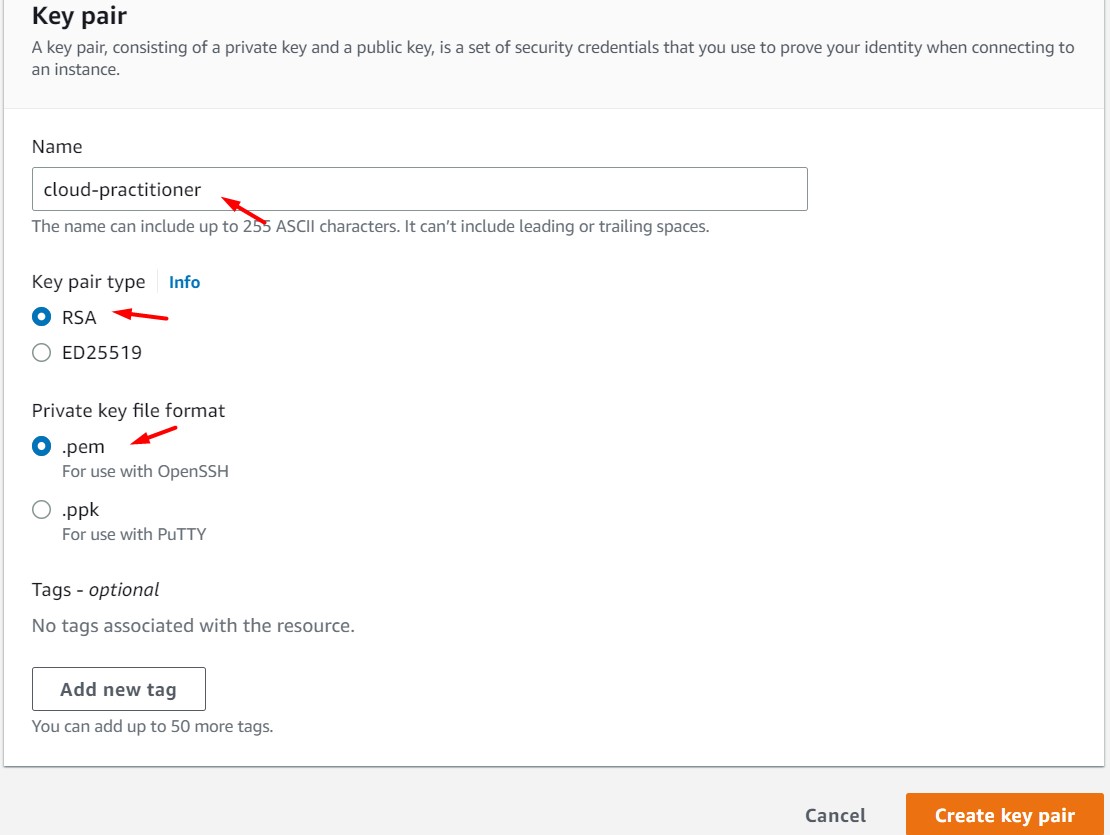 Key pair
A key pair, consisting of a private key and a public key, is a set of security credentials that you use to prove your identity when connecting to
an instance.
Name
cloud-practitioner
The name can include up to 255 ASCII characters. It can’t include leading or trailing spaces.
Key pair type Info
RSA
ED25519
Private key file format
.pem
For use with OpenSSH
.ppk
For use with PuTTY
Tags - optional
No tags associated with the resource.
Add new tag
You can add up to 50 more tags.
Cancel Create key pair